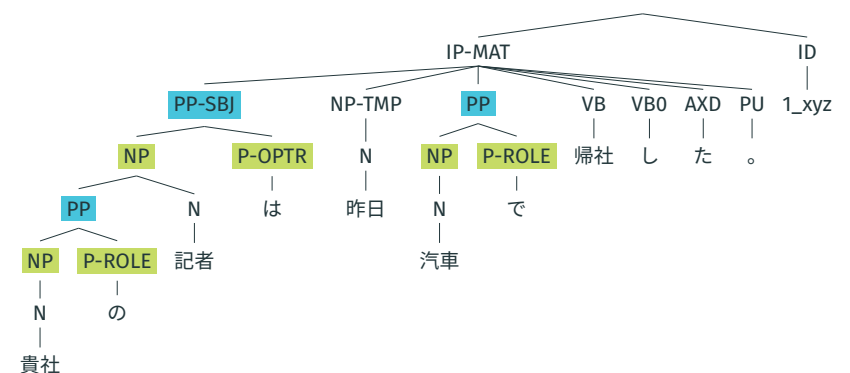 IP-MAT ID
PP-SBJ NP-TMP PP VB VB0 AXD PU 1_xyz
NP P-OPTR N NP P-ROLE 帰社 し た 。
PP N は 昨日 N で
NP P-ROLE 記者 汽車
N の
貴社